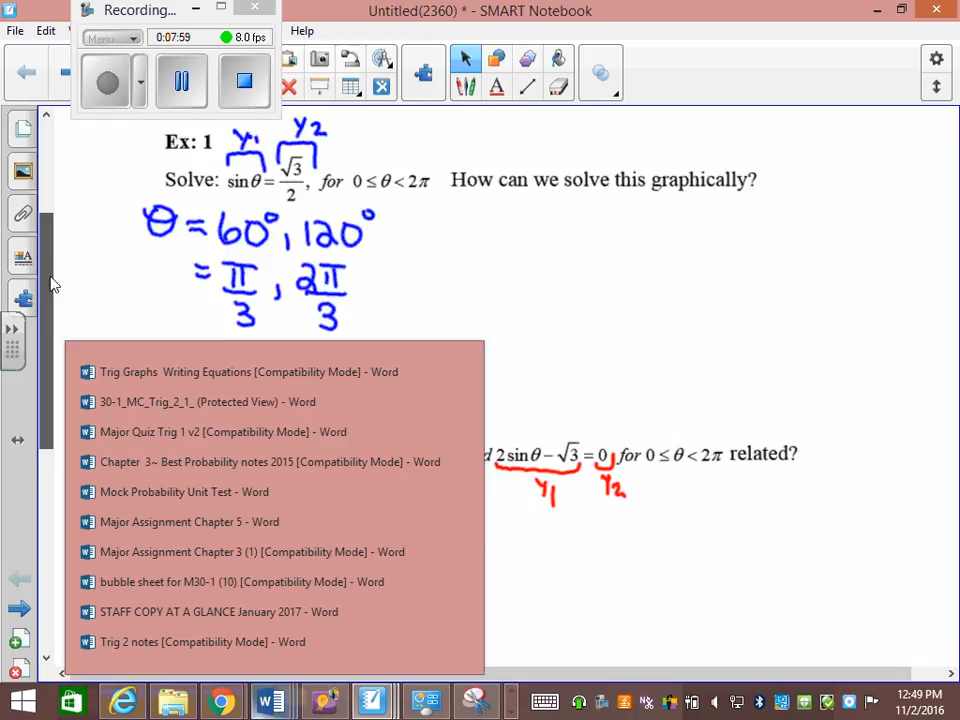 Recording...
Untitled(2360) * - SMART Notebook
File Edit Help
Menu 0:07:59 8.0 fps
Ex: 1 y1 y2
Solve: sinθ = √3/2, for 0 ≤ θ < 2π How can we solve this graphically?
θ = 60°, 120°
= π/3, 2π/3
Trig Graphs Writing Equations [Compatibility Mode] - Word
30-1_MC_Trig_2_1_ (Protected View) - Word
Major Quiz Trig 1 v2 [Compatibility Mode] - Word
d 2sinθ − √3 = 0 for 0 ≤ θ < 2π related?
Chapter 3~ Best Probability notes 2015 [Compatibility Mode] - Word
y1 y2
Mock Probability Unit Test - Word
Major Assignment Chapter 5 - Word
Major Assignment Chapter 3 (1) [Compatibility Mode] - Word
bubble sheet for M30-1 (10) [Compatibility Mode] - Word
STAFF COPY AT A GLANCE January 2017 - Word
Trig 2 notes [Compatibility Mode] - Word
12:49 PM
11/2/2016